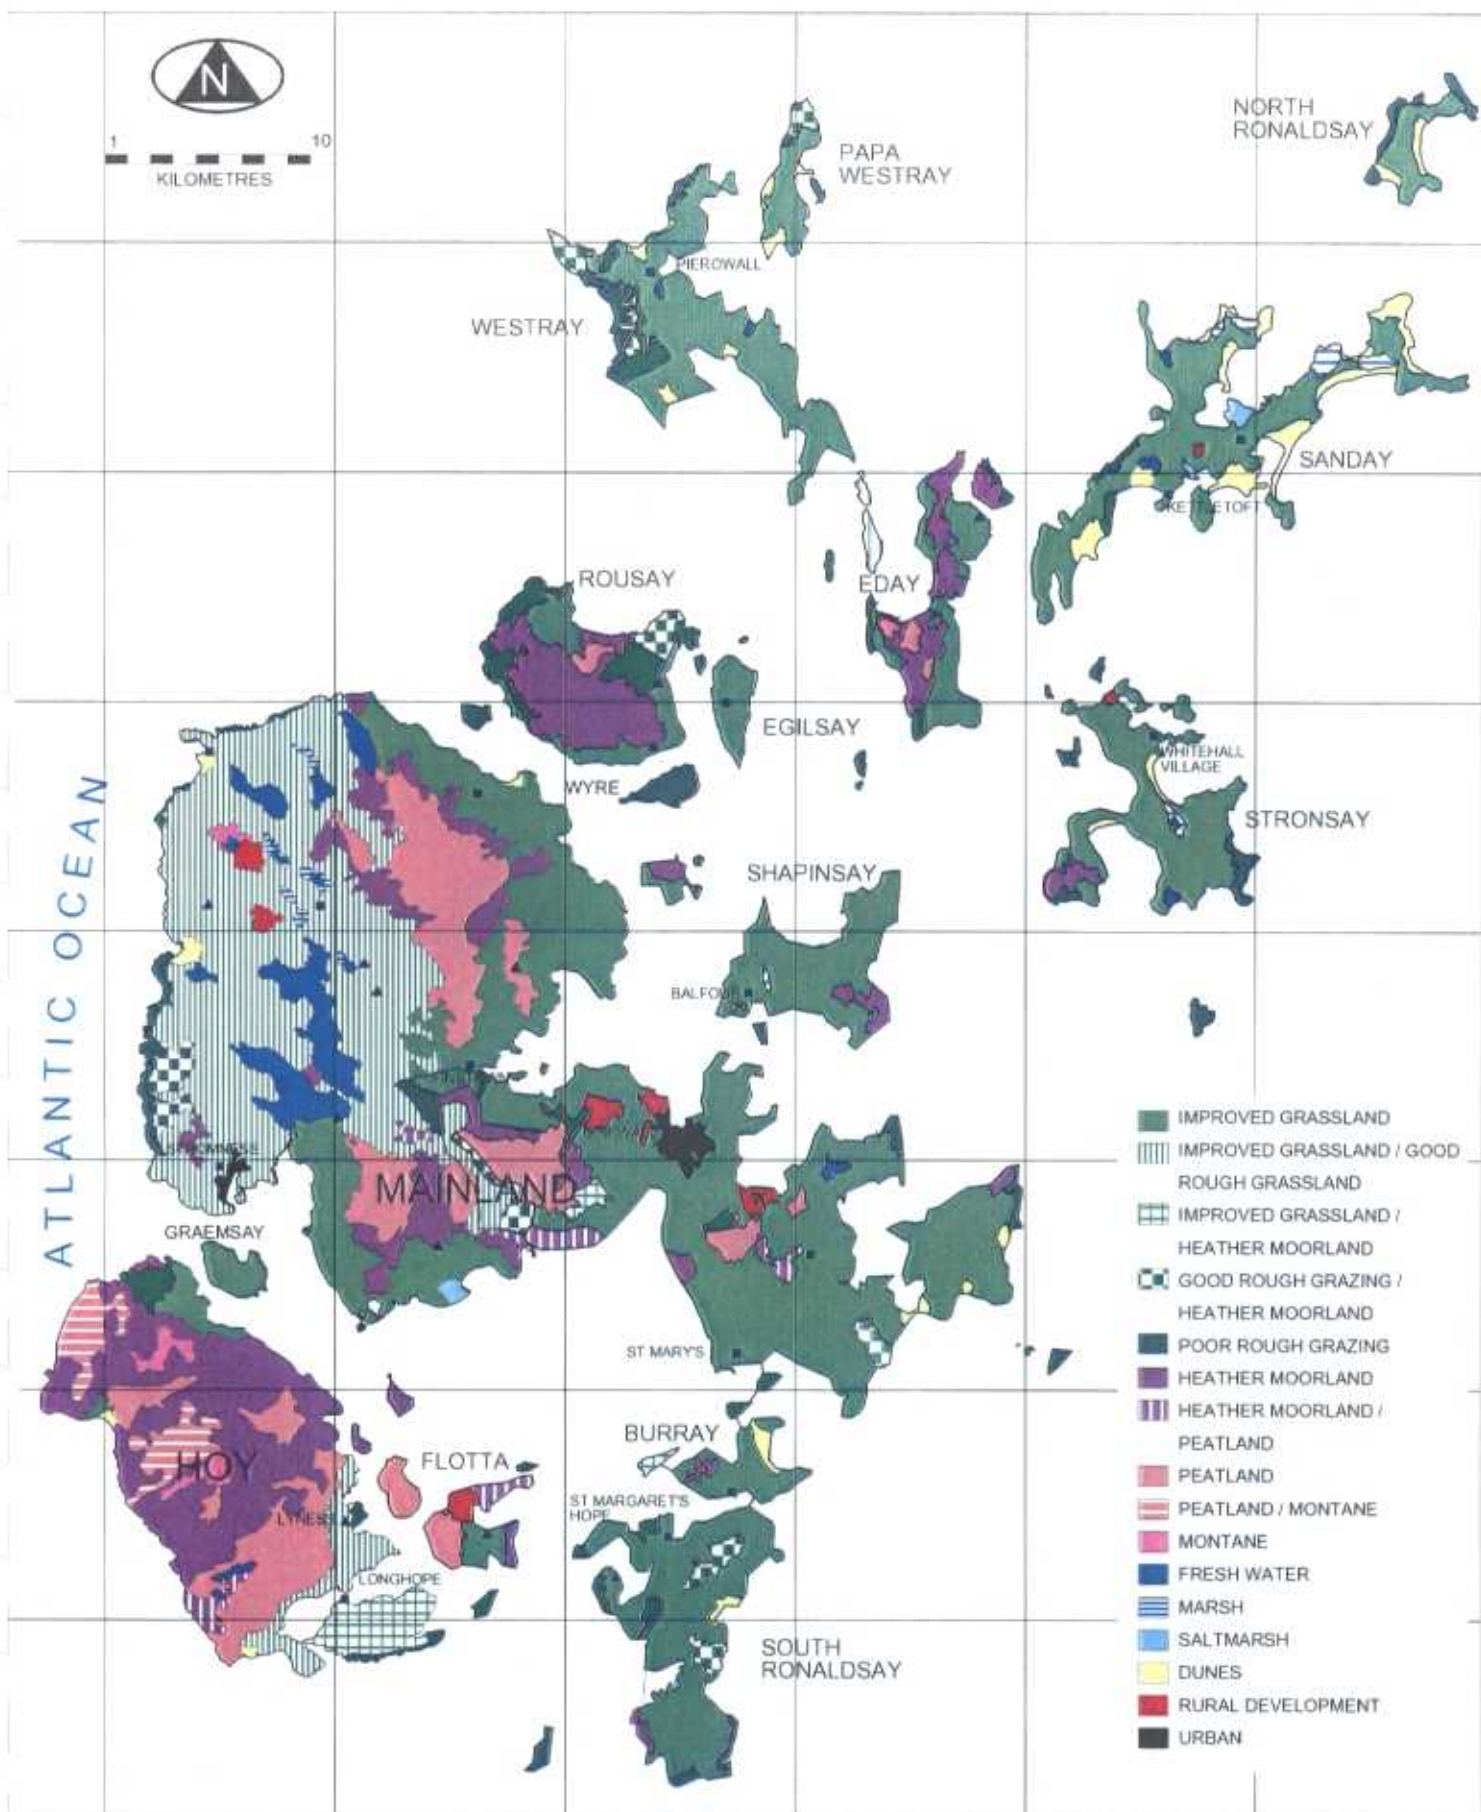 N
1 10
KILOMETRES
NORTH
RONALDSAY
PAPA
WESTRAY
PIEROWALL
WESTRAY
SANDAY
KETTLETOFT
ROUSAY
EDAY
EGILSAY
WHITEHALL
VILLAGE
WYRE
STRONSAY
SHAPINSAY
ATLANTIC OCEAN
BALFOUR
MAINLAND
GRAEMSAY
ST MARY'S
BURRAY
HOY
FLOTTA
ST MARGARET'S
HOPE
LYNESS
LONGHOPE
SOUTH
RONALDSAY
IMPROVED GRASSLAND
IMPROVED GRASSLAND / GOOD
ROUGH GRASSLAND
IMPROVED GRASSLAND /
HEATHER MOORLAND
GOOD ROUGH GRAZING /
HEATHER MOORLAND
POOR ROUGH GRAZING
HEATHER MOORLAND
HEATHER MOORLAND /
PEATLAND
PEATLAND
PEATLAND / MONTANE
MONTANE
FRESH WATER
MARSH
SALTMARSH
DUNES
RURAL DEVELOPMENT
URBAN